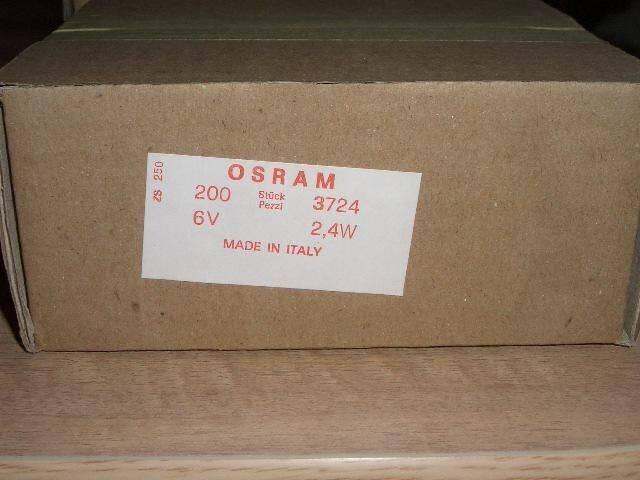 OSRAM
200 Stück Pezzi 3724
6V 2,4W
MADE IN ITALY
ZS 250